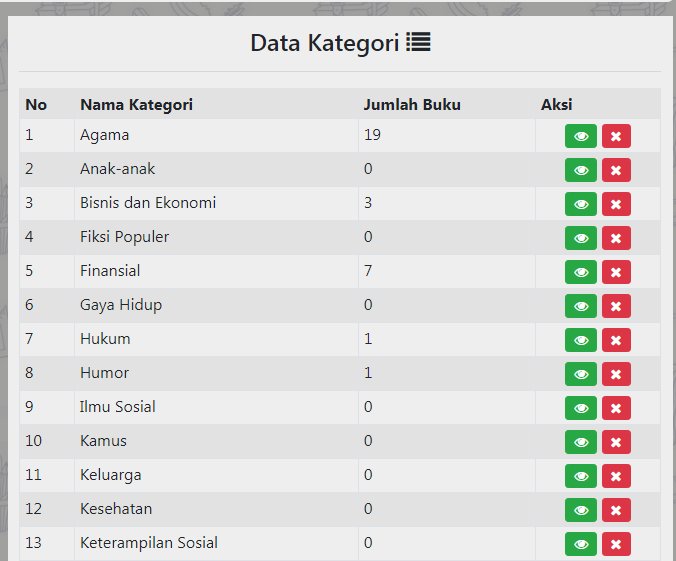 Data Kategori
No Nama Kategori Jumlah Buku Aksi
1 Agama 19
2 Anak-anak 0
3 Bisnis dan Ekonomi 3
4 Fiksi Populer 0
5 Finansial 7
6 Gaya Hidup 0
7 Hukum 1
8 Humor 1
9 Ilmu Sosial 0
10 Kamus 0
11 Keluarga 0
12 Kesehatan 0
13 Keterampilan Sosial 0